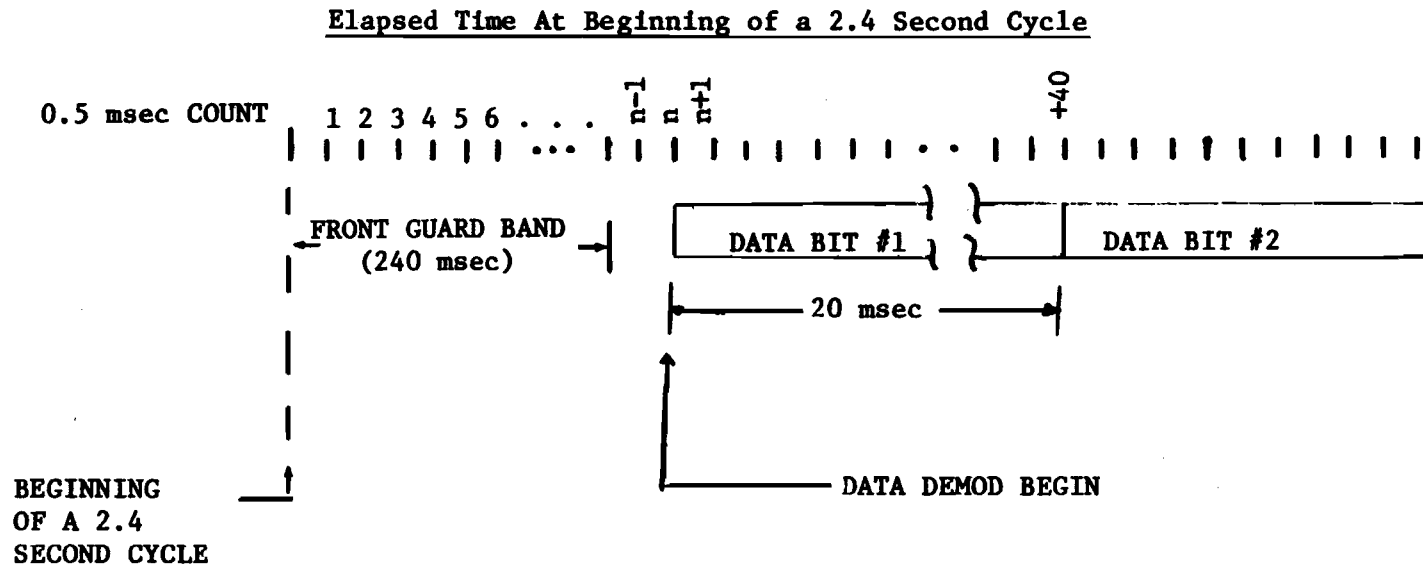 Elapsed Time At Beginning of a 2.4 Second Cycle
0.5 msec COUNT
1 2 3 4 5 6 . . . n-1 n n+1 +40
FRONT GUARD BAND
(240 msec)
DATA BIT #1
DATA BIT #2
20 msec
DATA DEMOD BEGIN
BEGINNING
OF A 2.4
SECOND CYCLE